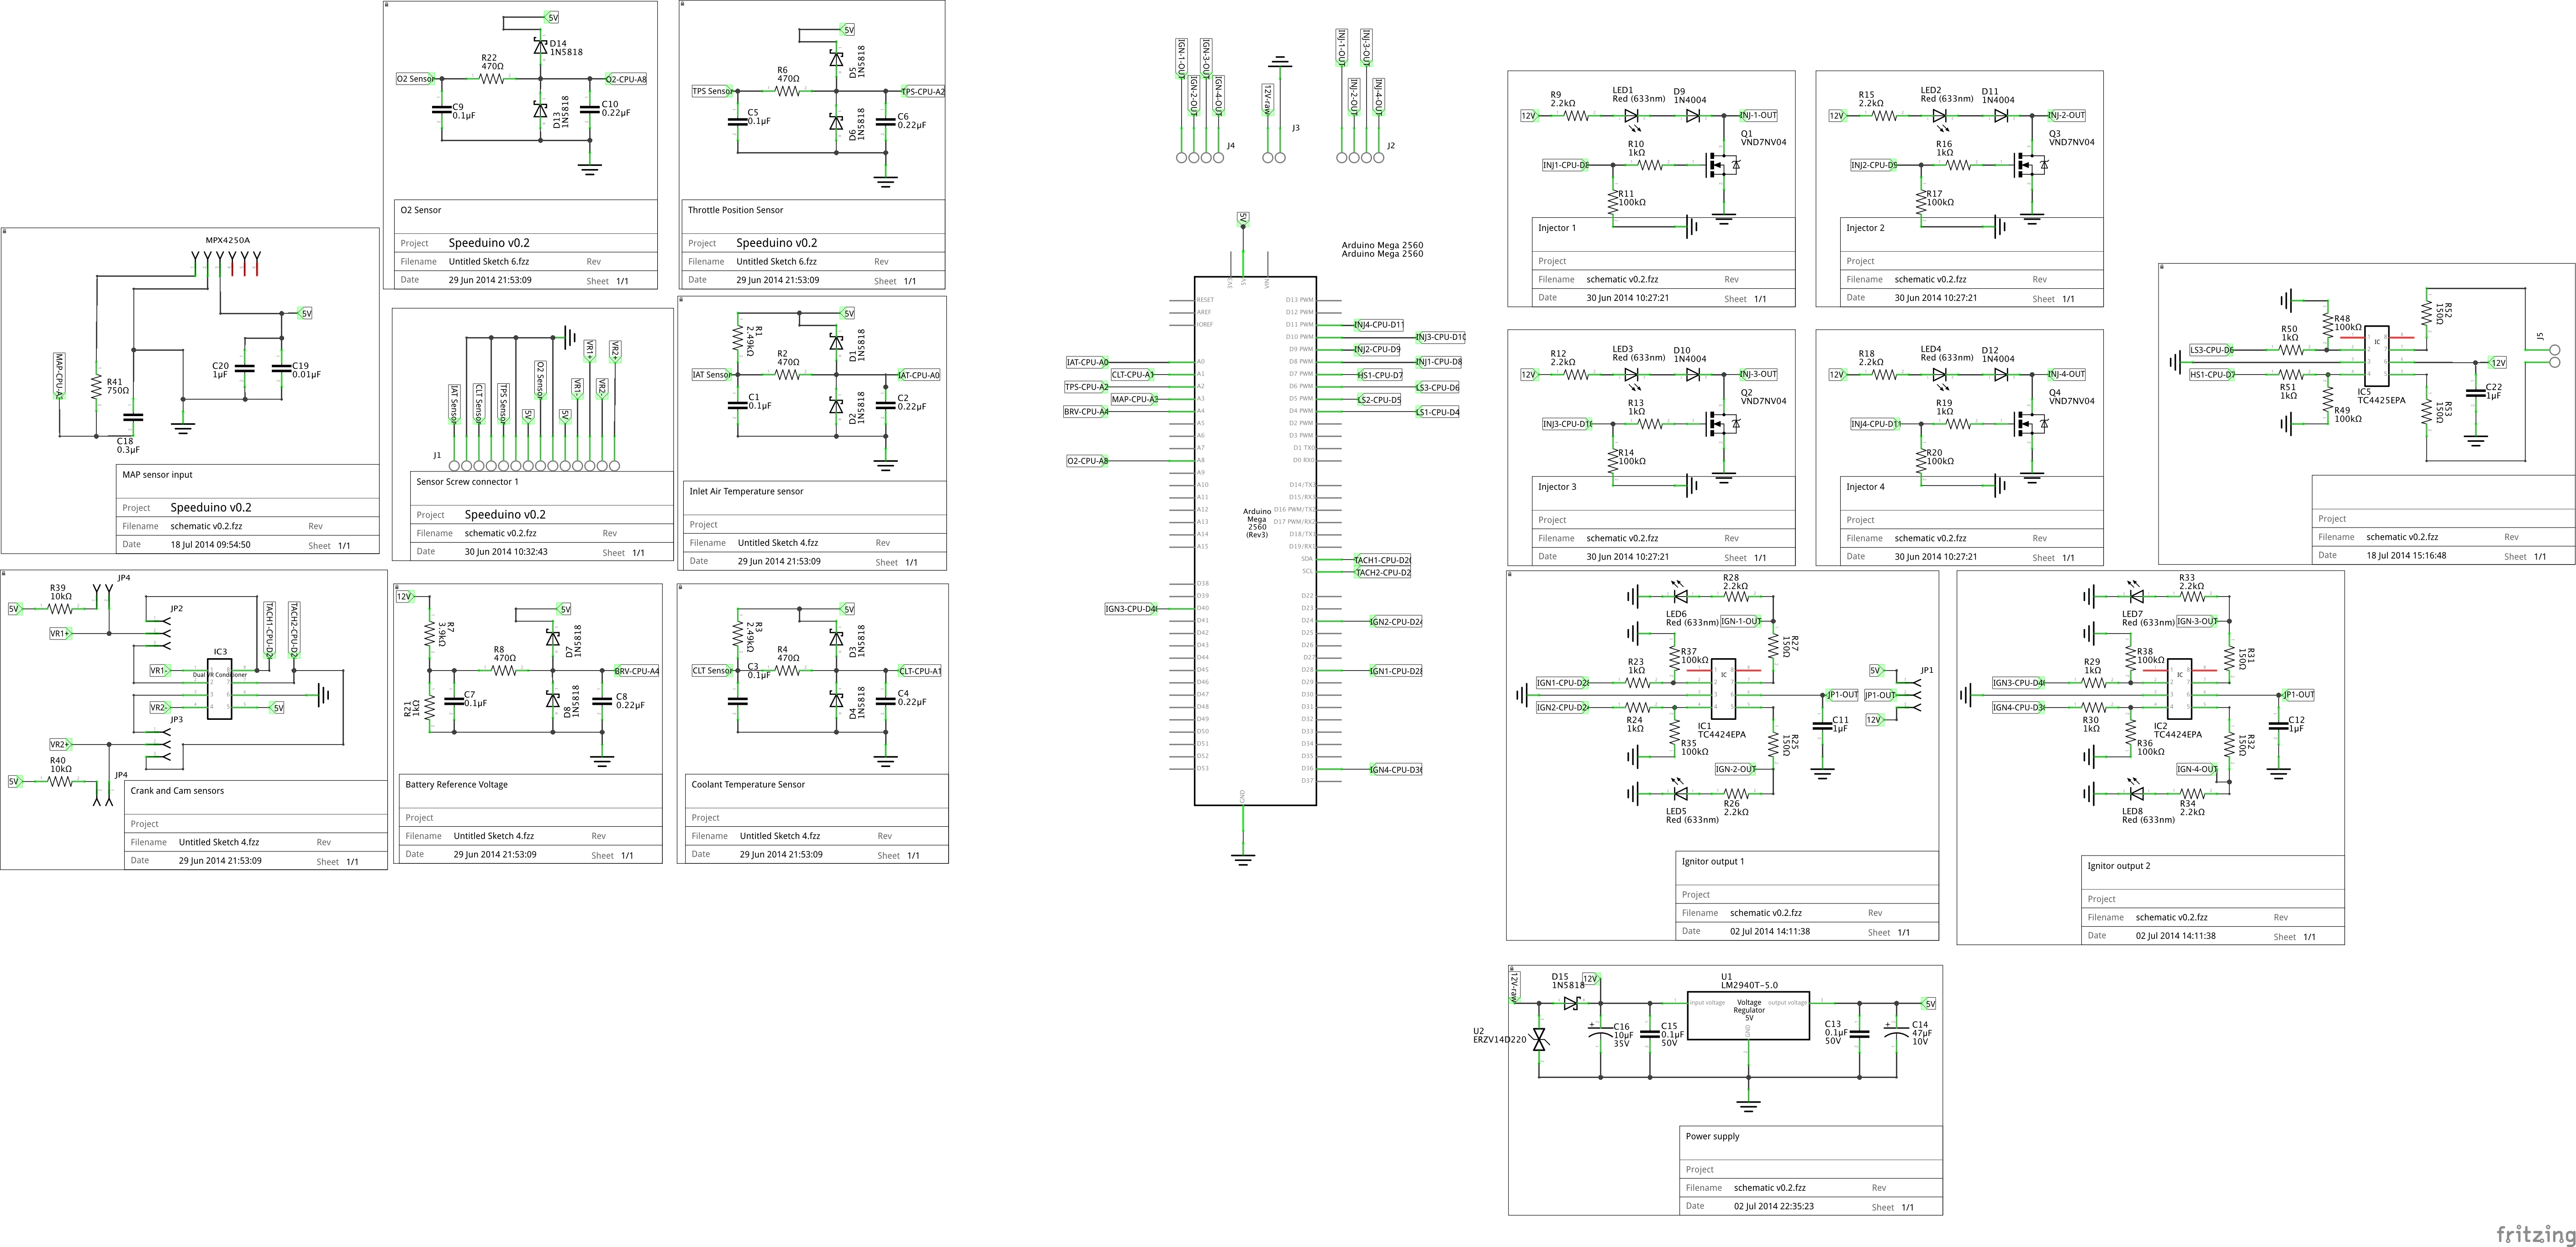 5V
D14
1N5818
R22
470Ω
O2 Sensor
O2-CPU-A8
C9
0.1µF
D13
1N5818
C10
0.22µF
O2 Sensor
Project Speeduino v0.2
Filename Untitled Sketch 6.fzz Rev
Date 29 Jun 2014 21:53:09 Sheet 1/1
5V
D5
1N5818
R6
470Ω
TPS Sensor
TPS-CPU-A2
C5
0.1µF
D6
1N5818
C6
0.22µF
Throttle Position Sensor
Project Speeduino v0.2
Filename Untitled Sketch 6.fzz Rev
Date 29 Jun 2014 21:53:09 Sheet 1/1
MPX4250A
5V
MAP-CPU-A3
R41
750Ω
C20
1µF
C19
0.01µF
C18
0.3µF
MAP sensor input
Project Speeduino v0.2
Filename schematic v0.2.fzz Rev
Date 18 Jul 2014 09:54:50 Sheet 1/1
IAT Sensor
CLT Sensor
TPS Sensor
O2 Sensor
5V
5V
VR1+
VR1-
VR2+
VR2-
J1
Sensor Screw connector 1
Project Speeduino v0.2
Filename schematic v0.2.fzz Rev
Date 30 Jun 2014 10:32:43 Sheet 1/1
5V
R1
2.49kΩ
D1
1N5818
R2
470Ω
IAT Sensor
IAT-CPU-A0
C1
0.1µF
D2
1N5818
C2
0.22µF
Inlet Air Temperature sensor
Project
Filename Untitled Sketch 4.fzz Rev
Date 29 Jun 2014 21:53:09 Sheet 1/1
R39
10kΩ
JP4
5V
JP2
VR1+
TACH1-CPU-D20
TACH2-CPU-D2
IC3
Dual VR Conditioner
VR1-
VR2-
5V
JP3
VR2+
R40
10kΩ
5V
JP4
Crank and Cam sensors
Project
Filename Untitled Sketch 4.fzz Rev
Date 29 Jun 2014 21:53:09 Sheet 1/1
12V
5V
R7
3.9kΩ
D7
1N5818
R8
470Ω
BRV-CPU-A4
R21
1kΩ
C7
0.1µF
D8
1N5818
C8
0.22µF
Battery Reference Voltage
Project
Filename Untitled Sketch 4.fzz Rev
Date 29 Jun 2014 21:53:09 Sheet 1/1
5V
R3
2.49kΩ
D3
1N5818
R4
470Ω
CLT Sensor
C3
0.1µF
CLT-CPU-A1
D4
1N5818
C4
0.22µF
Coolant Temperature Sensor
Project
Filename Untitled Sketch 4.fzz Rev
Date 29 Jun 2014 21:53:09 Sheet 1/1
IGN-1-OUT
IGN-2-OUT
IGN-3-OUT
IGN-4-OUT
J4
12V-raw
J3
INJ-1-OUT
INJ-2-OUT
INJ-3-OUT
INJ-4-OUT
J2
5V
Arduino Mega 2560
Arduino Mega 2560
3V3
5V
VIN
RESET
AREF
IOREF
A0
A1
A2
A3
A4
A5
A6
A7
A8
A9
A10
A11
A12
A13
A14
A15
D38
D39
D40
D41
D42
D43
D44
D45
D46
D47
D48
D49
D50
D51
D52
D53
IAT-CPU-A0
CLT-CPU-A1
TPS-CPU-A2
MAP-CPU-A3
BRV-CPU-A4
O2-CPU-A8
IGN3-CPU-D40
Arduino
Mega
2560
(Rev3)
D13 PWM
D12 PWM
D11 PWM
D10 PWM
D9 PWM
D8 PWM
D7 PWM
D6 PWM
D5 PWM
D4 PWM
D2 PWM
D3 PWM
D1 TX0
D0 RX0
D14/TX3
D15/RX3
D16 PWM/TX2
D17 PWM/RX2
D18/TX1
D19/RX1
SDA
SCL
D22
D23
D24
D25
D26
D27
D28
D29
D30
D31
D32
D33
D34
D35
D36
D37
GND
INJ4-CPU-D11
INJ3-CPU-D10
INJ2-CPU-D9
INJ1-CPU-D8
HS1-CPU-D7
LS3-CPU-D6
LS2-CPU-D5
LS1-CPU-D4
TACH1-CPU-D20
TACH2-CPU-D2
IGN2-CPU-D24
IGN1-CPU-D28
IGN4-CPU-D36
R9
2.2kΩ
LED1
Red (633nm)
D9
1N4004
12V
INJ-1-OUT
Q1
VND7NV04
R10
1kΩ
INJ1-CPU-D8
R11
100kΩ
Injector 1
Project
Filename schematic v0.2.fzz Rev
Date 30 Jun 2014 10:27:21 Sheet 1/1
R15
2.2kΩ
LED2
Red (633nm)
D11
1N4004
12V
INJ-2-OUT
Q3
VND7NV04
R16
1kΩ
INJ2-CPU-D9
R17
100kΩ
Injector 2
Project
Filename schematic v0.2.fzz Rev
Date 30 Jun 2014 10:27:21 Sheet 1/1
R12
2.2kΩ
LED3
Red (633nm)
D10
1N4004
12V
INJ-3-OUT
Q2
VND7NV04
R13
1kΩ
INJ3-CPU-D10
R14
100kΩ
Injector 3
Project
Filename schematic v0.2.fzz Rev
Date 30 Jun 2014 10:27:21 Sheet 1/1
R18
2.2kΩ
LED4
Red (633nm)
D12
1N4004
12V
INJ-4-OUT
Q4
VND7NV04
R19
1kΩ
INJ4-CPU-D11
R20
100kΩ
Injector 4
Project
Filename schematic v0.2.fzz Rev
Date 30 Jun 2014 10:27:21 Sheet 1/1
R48
100kΩ
R52
150Ω
R50
1kΩ
LS3-CPU-D6
HS1-CPU-D7
R51
1kΩ
R49
100kΩ
IC
IC5
TC4425EPA
R53
150Ω
12V
C22
1µF
J5
Project
Filename schematic v0.2.fzz Rev
Date 18 Jul 2014 15:16:48 Sheet 1/1
R28
2.2kΩ
LED6
Red (633nm)
IGN-1-OUT
R27
150Ω
R37
100kΩ
R23
1kΩ
IGN1-CPU-D28
IGN2-CPU-D24
R24
1kΩ
R35
100kΩ
IC
IC1
TC4424EPA
R25
150Ω
IGN-2-OUT
JP1-OUT
C11
1µF
5V
JP1
JP1-OUT
12V
LED5
Red (633nm)
R26
2.2kΩ
Ignitor output 1
Project
Filename schematic v0.2.fzz Rev
Date 02 Jul 2014 14:11:38 Sheet 1/1
R33
2.2kΩ
LED7
Red (633nm)
IGN-3-OUT
R31
150Ω
R38
100kΩ
R29
1kΩ
IGN3-CPU-D40
IGN4-CPU-D36
R30
1kΩ
R36
100kΩ
IC
IC2
TC4424EPA
R32
150Ω
IGN-4-OUT
JP1-OUT
C12
1µF
LED8
Red (633nm)
R34
2.2kΩ
Ignitor output 2
Project
Filename schematic v0.2.fzz Rev
Date 02 Jul 2014 14:11:38 Sheet 1/1
12V-raw
D15
1N5818
12V
U1
LM2940T-5.0
input voltage
Voltage
Regulator
5V
output voltage
GND
5V
U2
ERZV14D220
C16
10µF
35V
C15
0.1µF
50V
C13
0.1µF
50V
C14
47µF
10V
Power supply
Project
Filename schematic v0.2.fzz Rev
Date 02 Jul 2014 22:35:23 Sheet 1/1
fritzing